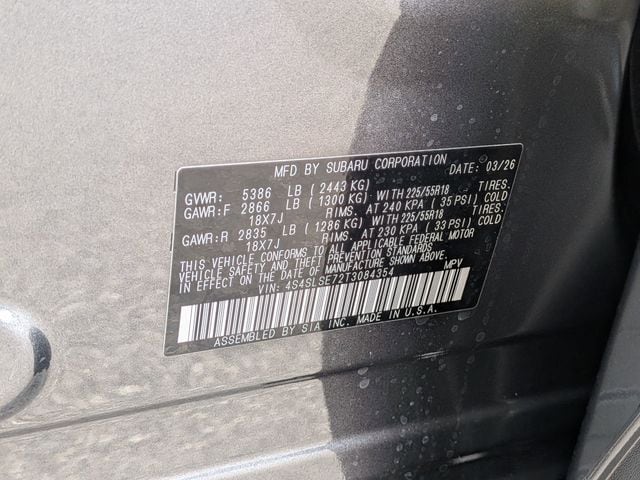 MFD BY SUBARU CORPORATION DATE: 03/26
GVWR: 5386 LB ( 2443 KG)
GAWR:F 2866 LB ( 1300 KG) WITH 225/55R18 TIRES.
18X7J RIMS. AT 240 KPA ( 35 PSI) COLD
GAWR:R 2835 LB ( 1286 KG) WITH 225/55R18 TIRES.
18X7J RIMS. AT 230 KPA ( 33 PSI) COLD
THIS VEHICLE CONFORMS TO ALL APPLICABLE FEDERAL MOTOR
VEHICLE SAFETY AND THEFT PREVENTION STANDARDS
IN EFFECT ON THE DATE OF MANUFACTURE SHOWN ABOVE.
VIN: 4S4SLSE72T3084354 MPV
ASSEMBLED BY SIA INC. MADE IN U.S.A.